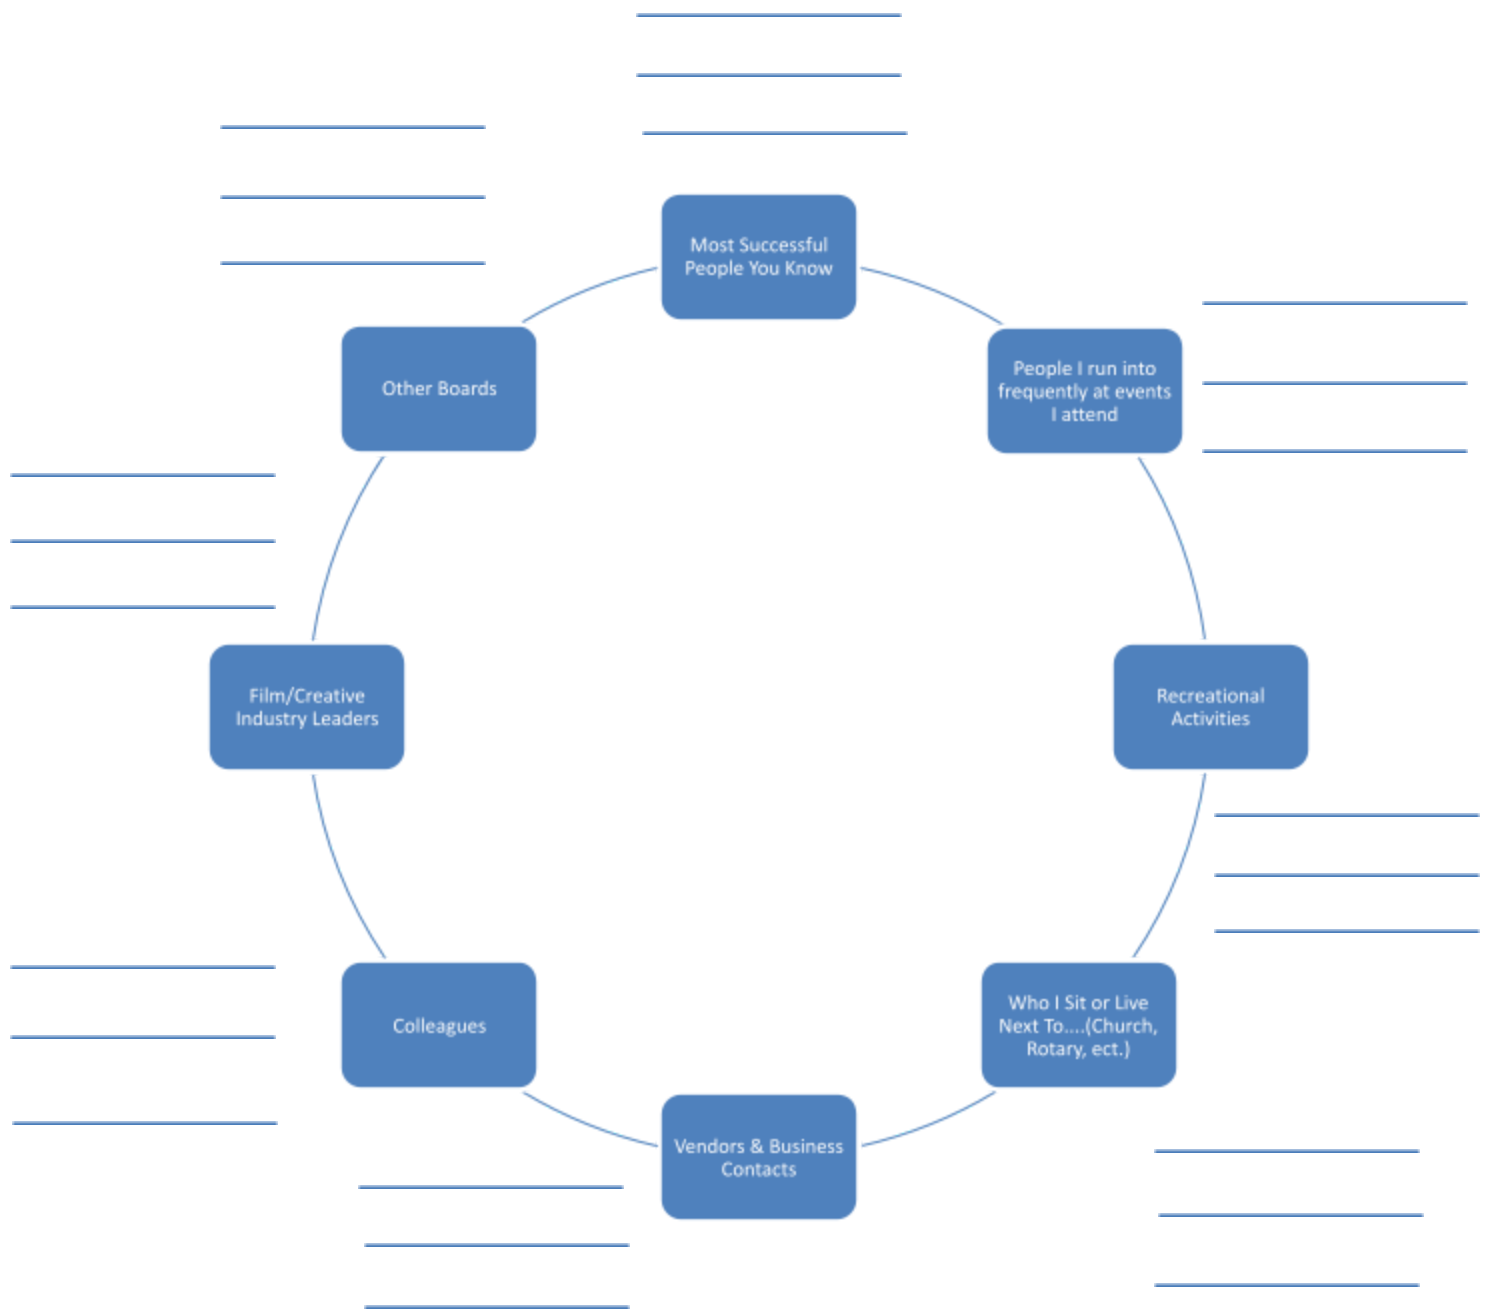 Most Successful
People You Know
People I run into
frequently at events
I attend
Recreational
Activities
Who I Sit or Live
Next To....(Church,
Rotary, ect.)
Vendors & Business
Contacts
Colleagues
Film/Creative
Industry Leaders
Other Boards